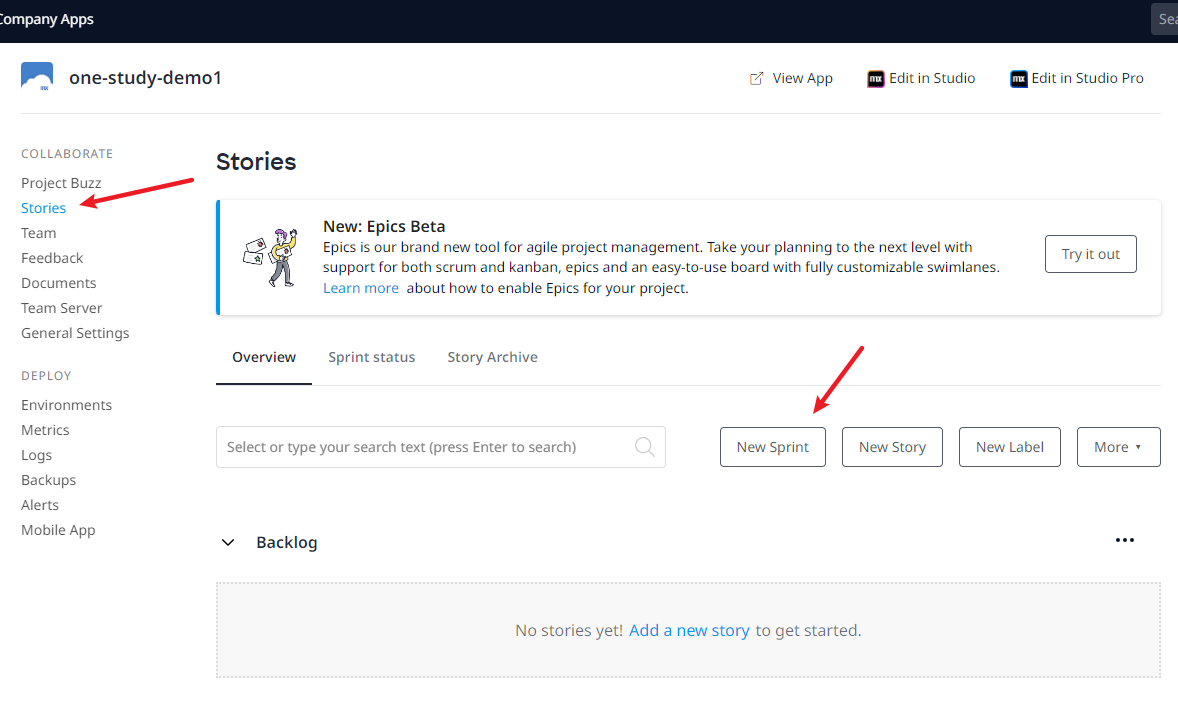 Company Apps
one-study-demo1
View App
mx Edit in Studio
mx Edit in Studio Pro
COLLABORATE
Project Buzz
Stories
Team
Feedback
Documents
Team Server
General Settings
DEPLOY
Environments
Metrics
Logs
Backups
Alerts
Mobile App
Stories
New: Epics Beta
Epics is our brand new tool for agile project management. Take your planning to the next level with
support for both scrum and kanban, epics and an easy-to-use board with fully customizable swimlanes.
Learn more about how to enable Epics for your project.
Try it out
Overview
Sprint status
Story Archive
Select or type your search text (press Enter to search)
New Sprint
New Story
New Label
More
Backlog
No stories yet! Add a new story to get started.